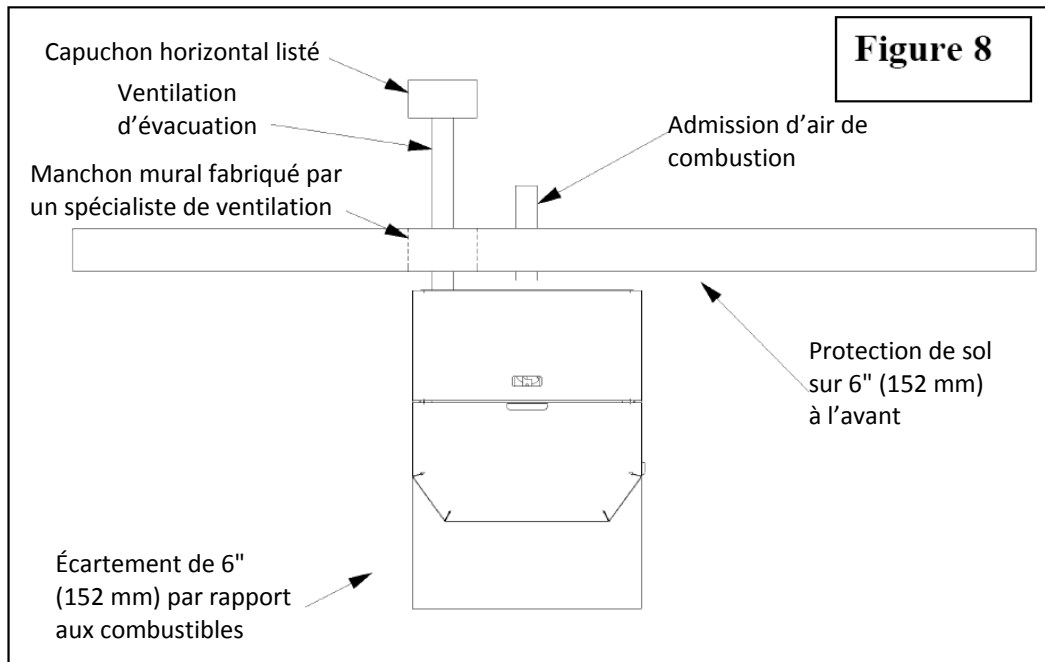 Figure 8
Capuchon horizontal listé
Ventilation
d’évacuation
Manchon mural fabriqué par
un spécialiste de ventilation
Admission d’air de
combustion
Protection de sol
sur 6" (152 mm)
à l’avant
Écartement de 6"
(152 mm) par rapport
aux combustibles